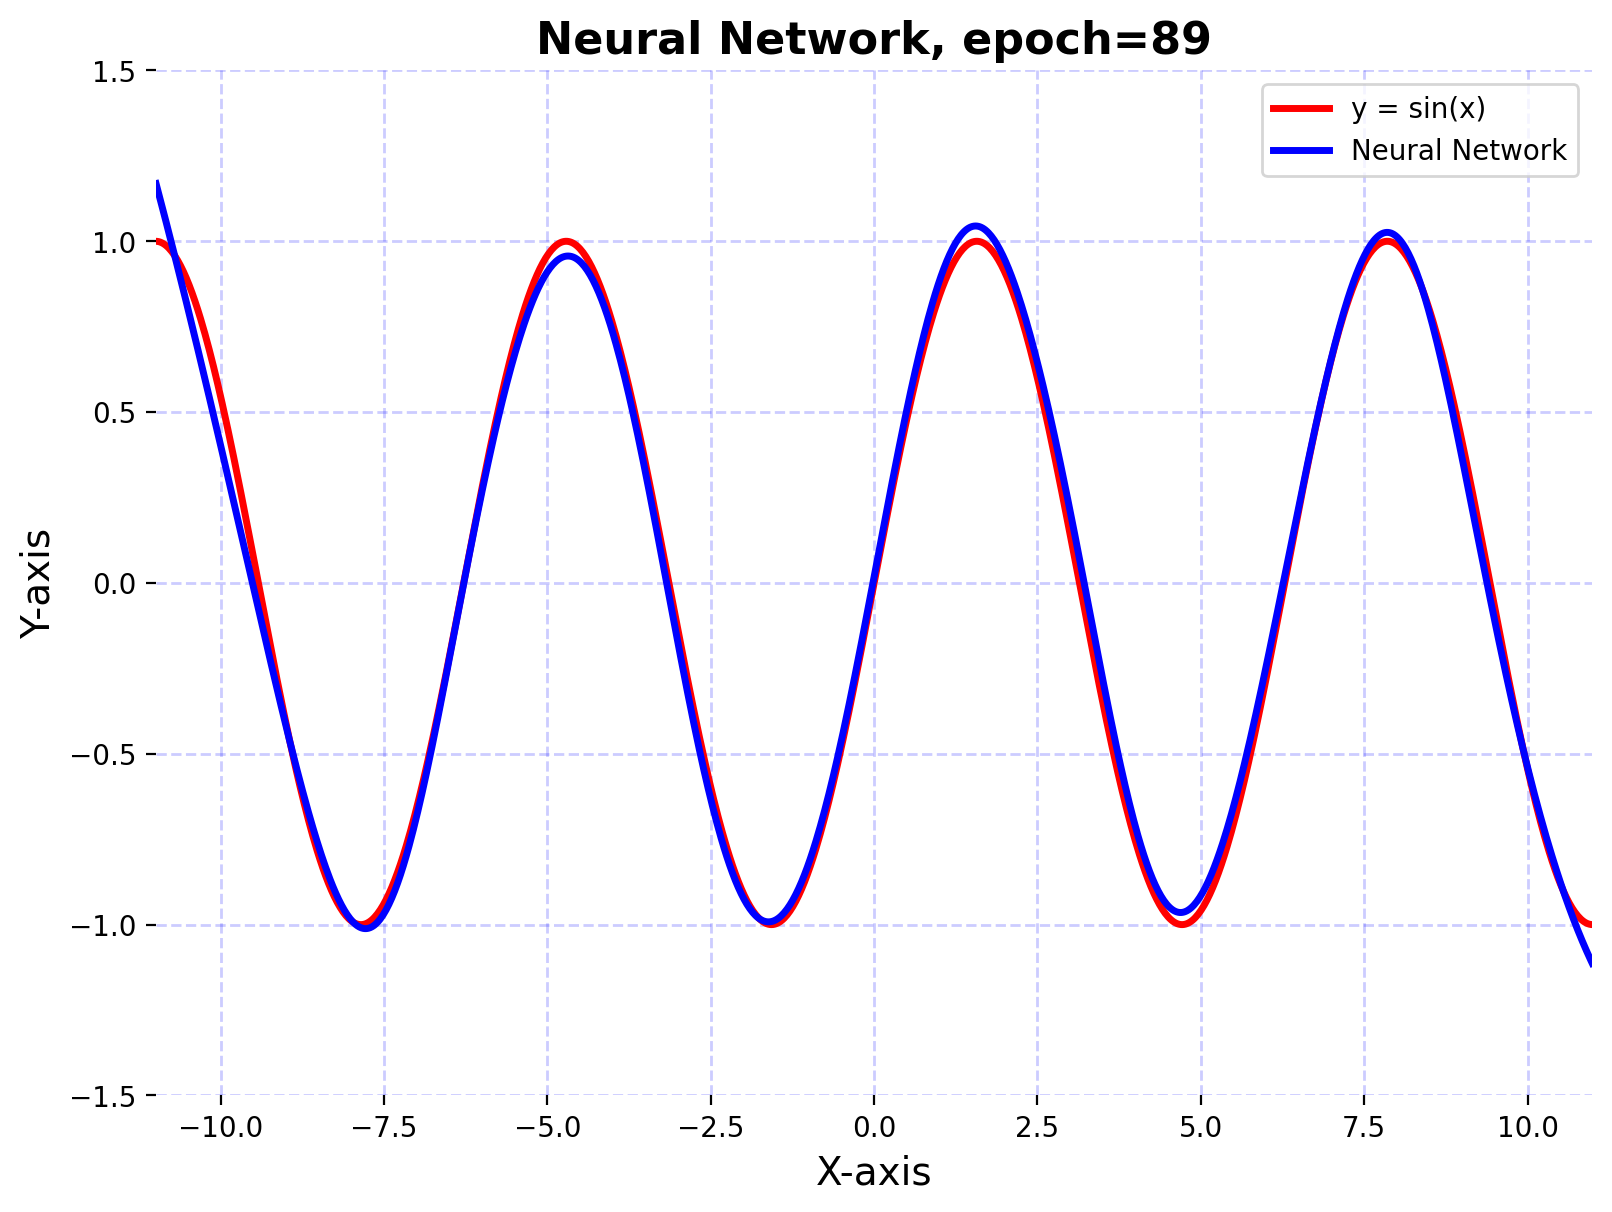 Neural Network, epoch=89
y = sin(x)
Neural Network
1.5
1.0
0.5
0.0
−0.5
−1.0
−1.5
Y-axis
−10.0 −7.5 −5.0 −2.5 0.0 2.5 5.0 7.5 10.0
X-axis